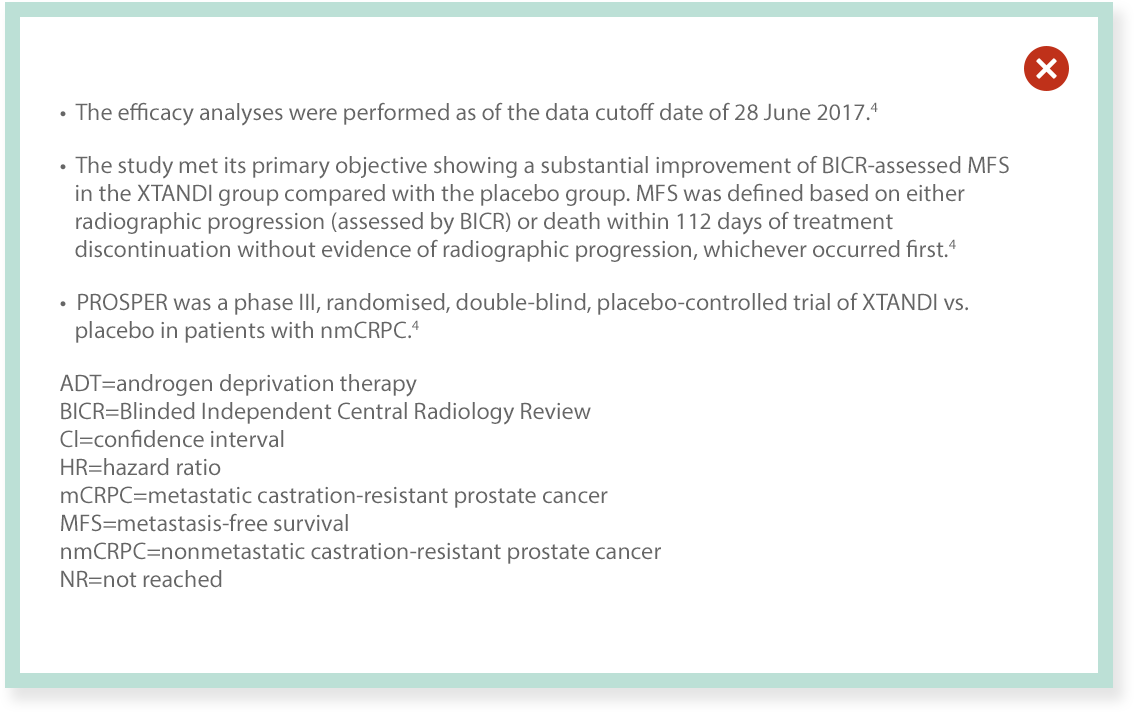 • The efficacy analyses were performed as of the data cutoff date of 28 June 2017.⁴
• The study met its primary objective showing a substantial improvement of BICR-assessed MFS
in the XTANDI group compared with the placebo group. MFS was defined based on either
radiographic progression (assessed by BICR) or death within 112 days of treatment
discontinuation without evidence of radiographic progression, whichever occurred first.⁴
• PROSPER was a phase III, randomised, double-blind, placebo-controlled trial of XTANDI vs.
placebo in patients with nmCRPC.⁴
ADT=androgen deprivation therapy
BICR=Blinded Independent Central Radiology Review
CI=confidence interval
HR=hazard ratio
mCRPC=metastatic castration-resistant prostate cancer
MFS=metastasis-free survival
nmCRPC=nonmetastatic castration-resistant prostate cancer
NR=not reached